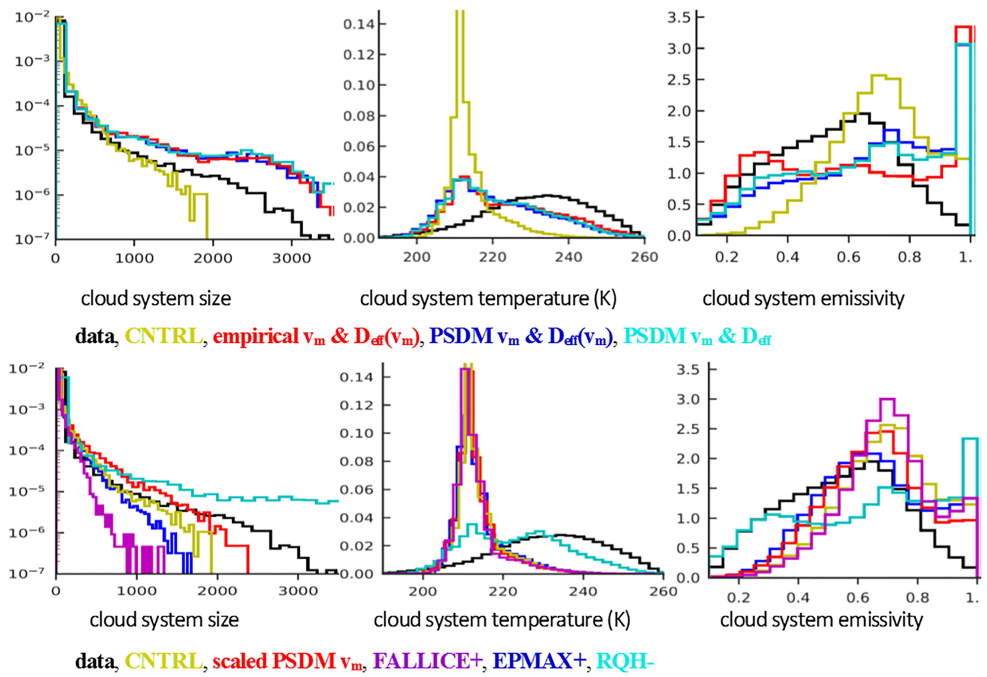 10⁻² 10⁻³ 10⁻⁴ 10⁻⁵ 10⁻⁶ 10⁻⁷
0 1000 2000 3000
0.14 0.12 0.10 0.08 0.06 0.04 0.02 0.00
200 220 240 260
3.5 3.0 2.5 2.0 1.5 1.0 0.5 0.0
0.2 0.4 0.6 0.8 1.
cloud system size cloud system temperature (K) cloud system emissivity
data, CNTRL, empirical vₘ & D_eff(vₘ), PSDM vₘ & D_eff(vₘ), PSDM vₘ & D_eff
10⁻² 10⁻³ 10⁻⁴ 10⁻⁵ 10⁻⁶ 10⁻⁷
0 1000 2000 3000
0.14 0.12 0.10 0.08 0.06 0.04 0.02 0.00
200 220 240 260
3.5 3.0 2.5 2.0 1.5 1.0 0.5 0.0
0.2 0.4 0.6 0.8 1.
cloud system size cloud system temperature (K) cloud system emissivity
data, CNTRL, scaled PSDM vₘ, FALLICE+, EPMAX+, RQH-